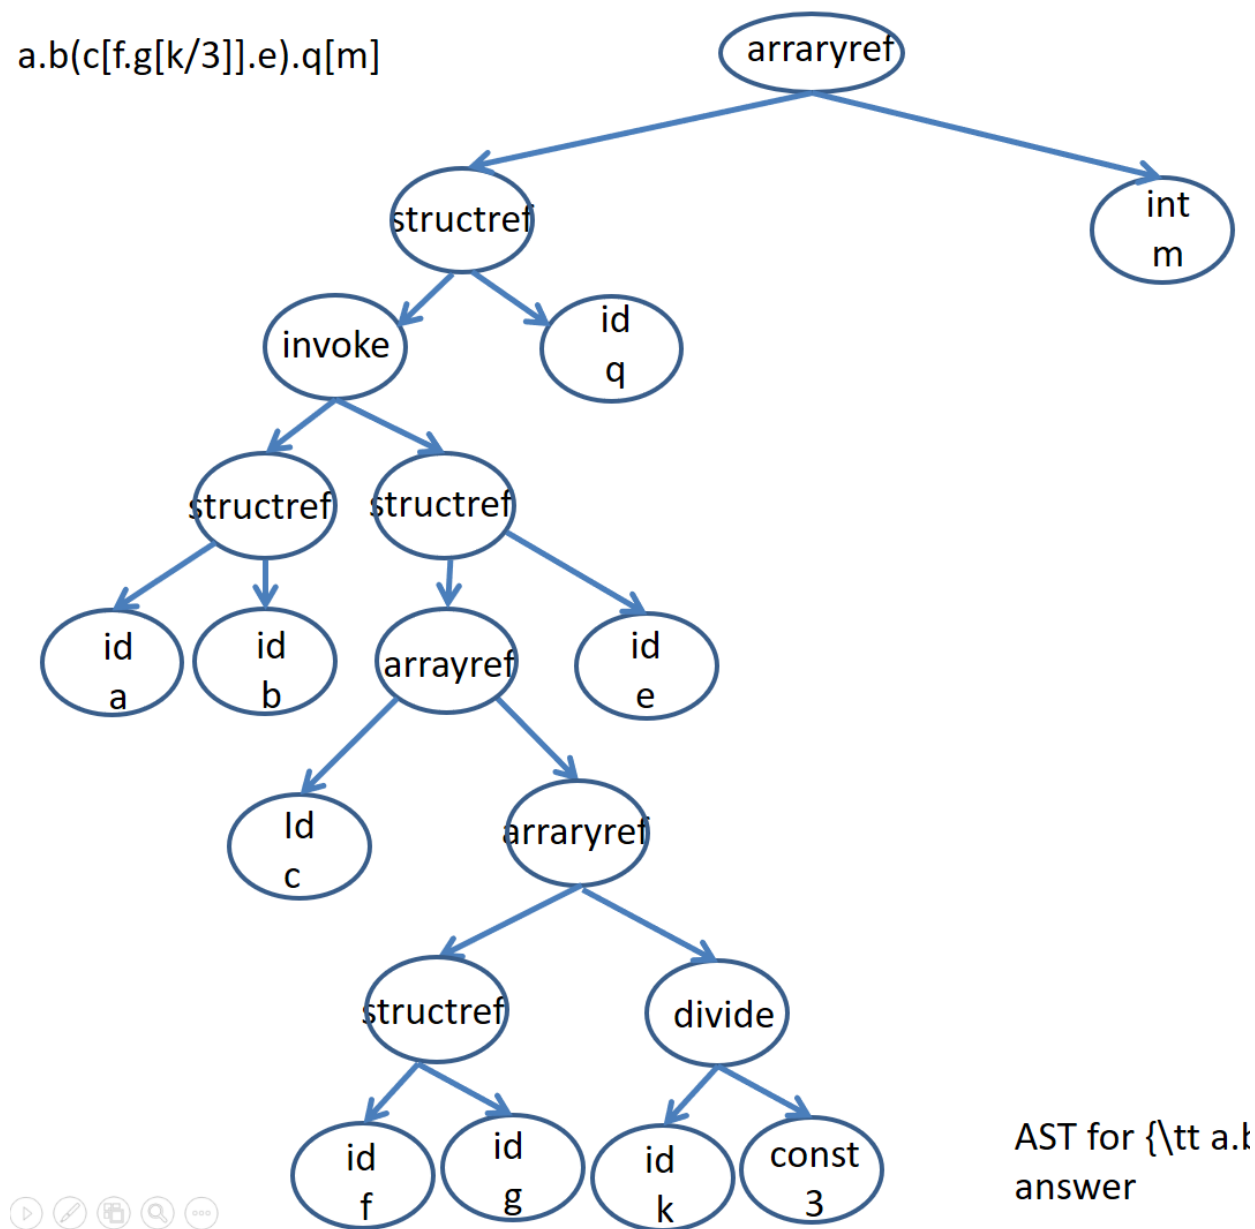 a.b(c[f.g[k/3]].e).q[m]
arraryref
structref
int
m
invoke
id
q
structref
structref
id
a
id
b
arrayref
id
e
Id
c
arraryref
structref
divide
id
f
id
g
id
k
const
3
AST for {\tt a.b
answer